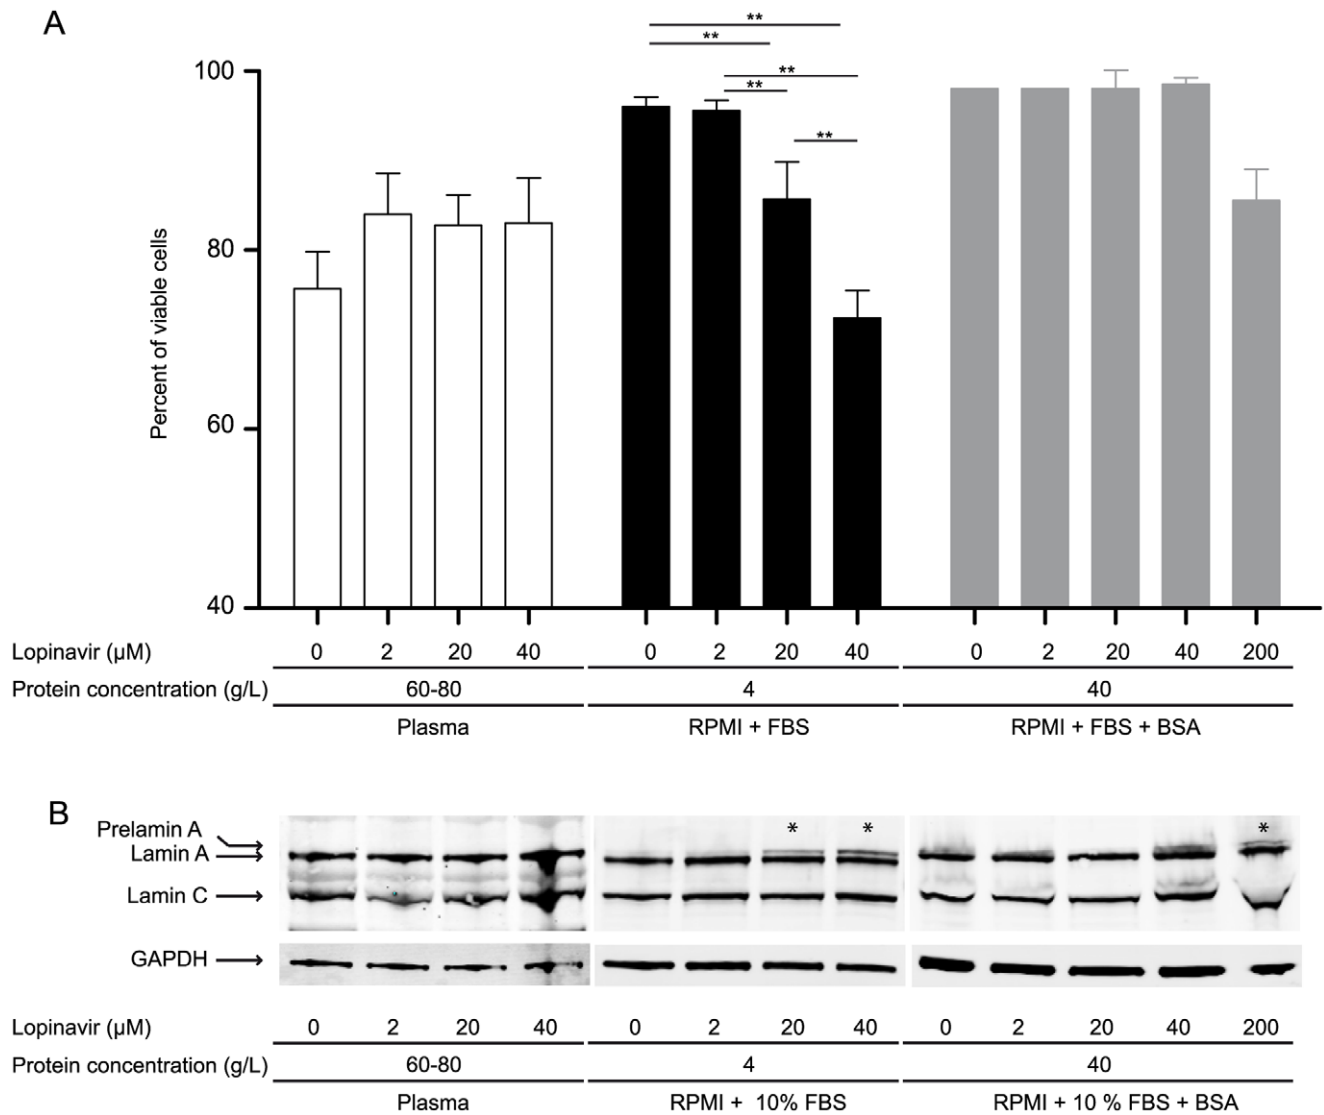 A
**
**
**
**
**
100
80
60
40
Percent of viable cells
Lopinavir (µM) 0 2 20 40 0 2 20 40 0 2 20 40 200
Protein concentration (g/L) 60-80 4 40
Plasma RPMI + FBS RPMI + FBS + BSA
B
Prelamin A
Lamin A
Lamin C
GAPDH
* * *
Lopinavir (µM) 0 2 20 40 0 2 20 40 0 2 20 40 200
Protein concentration (g/L) 60-80 4 40
Plasma RPMI + 10% FBS RPMI + 10 % FBS + BSA